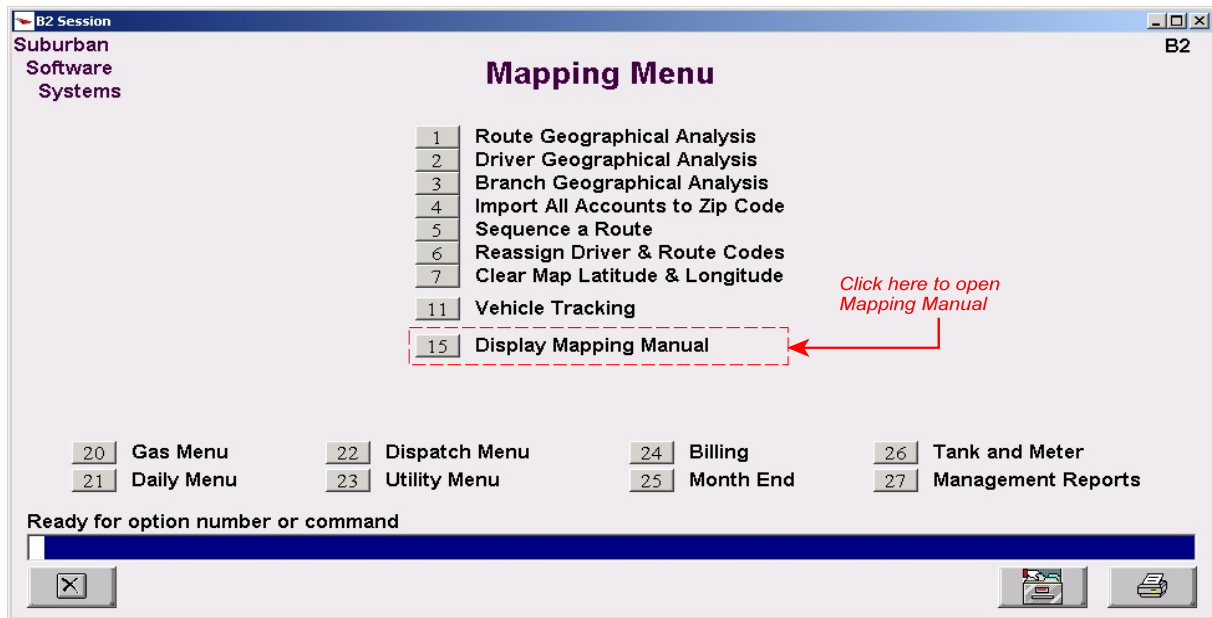 B2 Session
Suburban
Software
Systems
B2
Mapping Menu
1 Route Geographical Analysis
2 Driver Geographical Analysis
3 Branch Geographical Analysis
4 Import All Accounts to Zip Code
5 Sequence a Route
6 Reassign Driver & Route Codes
7 Clear Map Latitude & Longitude
11 Vehicle Tracking
Click here to open
Mapping Manual
15 Display Mapping Manual
20 Gas Menu 22 Dispatch Menu 24 Billing 26 Tank and Meter
21 Daily Menu 23 Utility Menu 25 Month End 27 Management Reports
Ready for option number or command